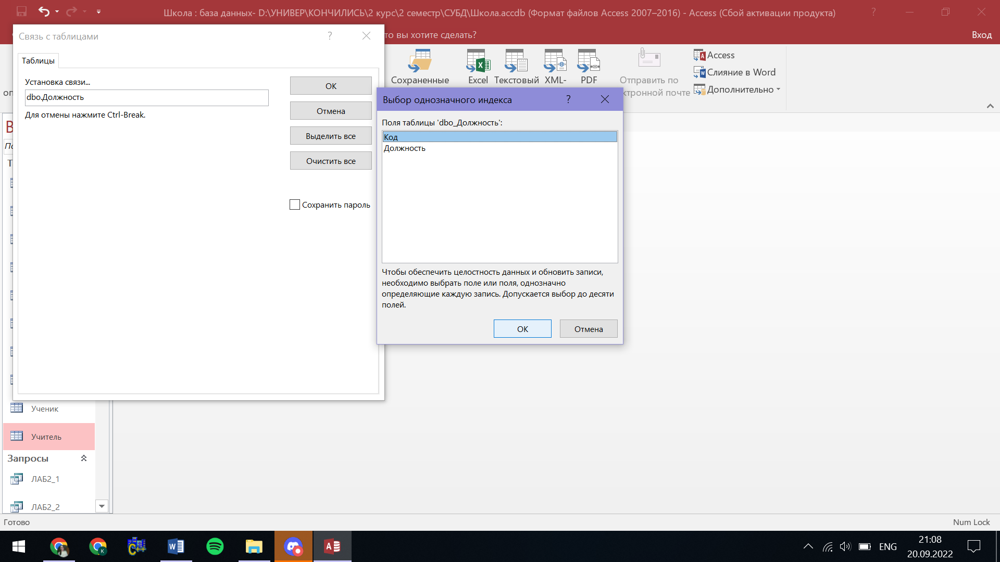 Школа : база данных- D:\УНИВЕР\КОНЧИЛИСЬ\2 курс\2 семестр\СУБД\Школа.accdb (Формат файлов Access 2007–2016) - Access (Сбой активации продукта)
?
то вы хотите сделать?
Вход
Связь с таблицами
?
Таблицы
Установка связи...
dbo.Должность
Для отмены нажмите Ctrl-Break.
ОК
Отмена
Выделить все
Очистить все
Сохранить пароль
Сохраненные
Excel
Текстовый
XML-
PDF
Отправить по
ктронной почте
Access
Слияние в Word
Дополнительно
Выбор однозначного индекса
?
Поля таблицы 'dbo_Должность':
Код
Должность
Чтобы обеспечить целостность данных и обновить записи,
необходимо выбрать поле или поля, однозначно
определяющие каждую запись. Допускается выбор до десяти
полей.
ОК
Отмена
Ученик
Учитель
Запросы
ЛАБ2_1
ЛАБ2_2
Готово
Num Lock
ENG
21:08
20.09.2022